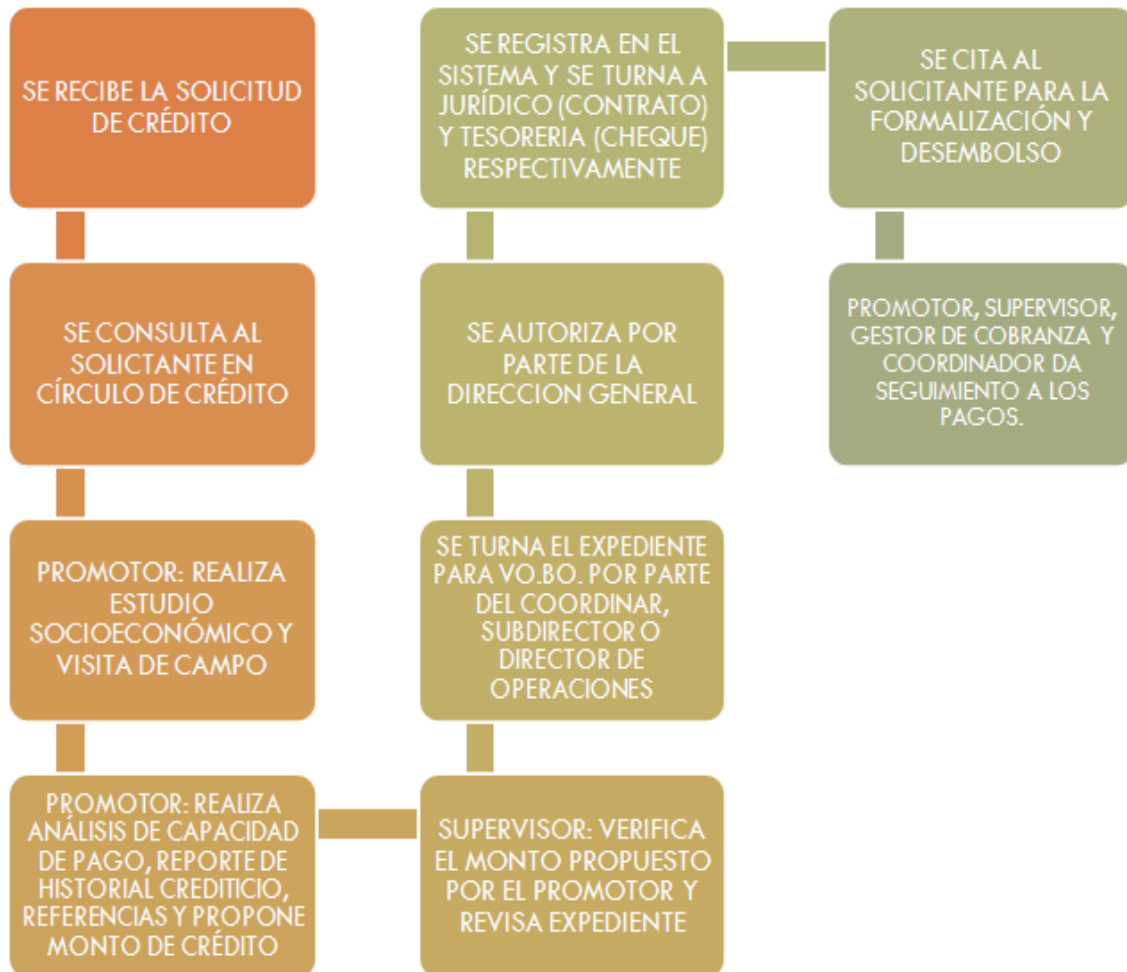 SE RECIBE LA SOLICITUD
DE CRÉDITO
SE CONSULTA AL
SOLICTANTE EN
CÍRCULO DE CRÉDITO
PROMOTOR: REALIZA
ESTUDIO
SOCIOECONÓMICO Y
VISITA DE CAMPO
PROMOTOR: REALIZA
ANÁLISIS DE CAPACIDAD
DE PAGO, REPORTE DE
HISTORIAL CREDITICIO,
REFERENCIAS Y PROPONE
MONTO DE CRÉDITO
SUPERVISOR: VERIFICA
EL MONTO PROPUESTO
POR EL PROMOTOR Y
REVISA EXPEDIENTE
SE TURNA EL EXPEDIENTE
PARA VO.BO. POR PARTE
DEL COORDINAR,
SUBDIRECTOR O
DIRECTOR DE
OPERACIONES
SE AUTORIZA POR
PARTE DE LA
DIRECCION GENERAL
SE REGISTRA EN EL
SISTEMA Y SE TURNA A
JURÍDICO (CONTRATO)
Y TESORERIA (CHEQUE)
RESPECTIVAMENTE
SE CITA AL
SOLICITANTE PARA LA
FORMALIZACIÓN Y
DESEMBOLSO
PROMOTOR, SUPERVISOR,
GESTOR DE COBRANZA Y
COORDINADOR DA
SEGUIMIENTO A LOS
PAGOS.